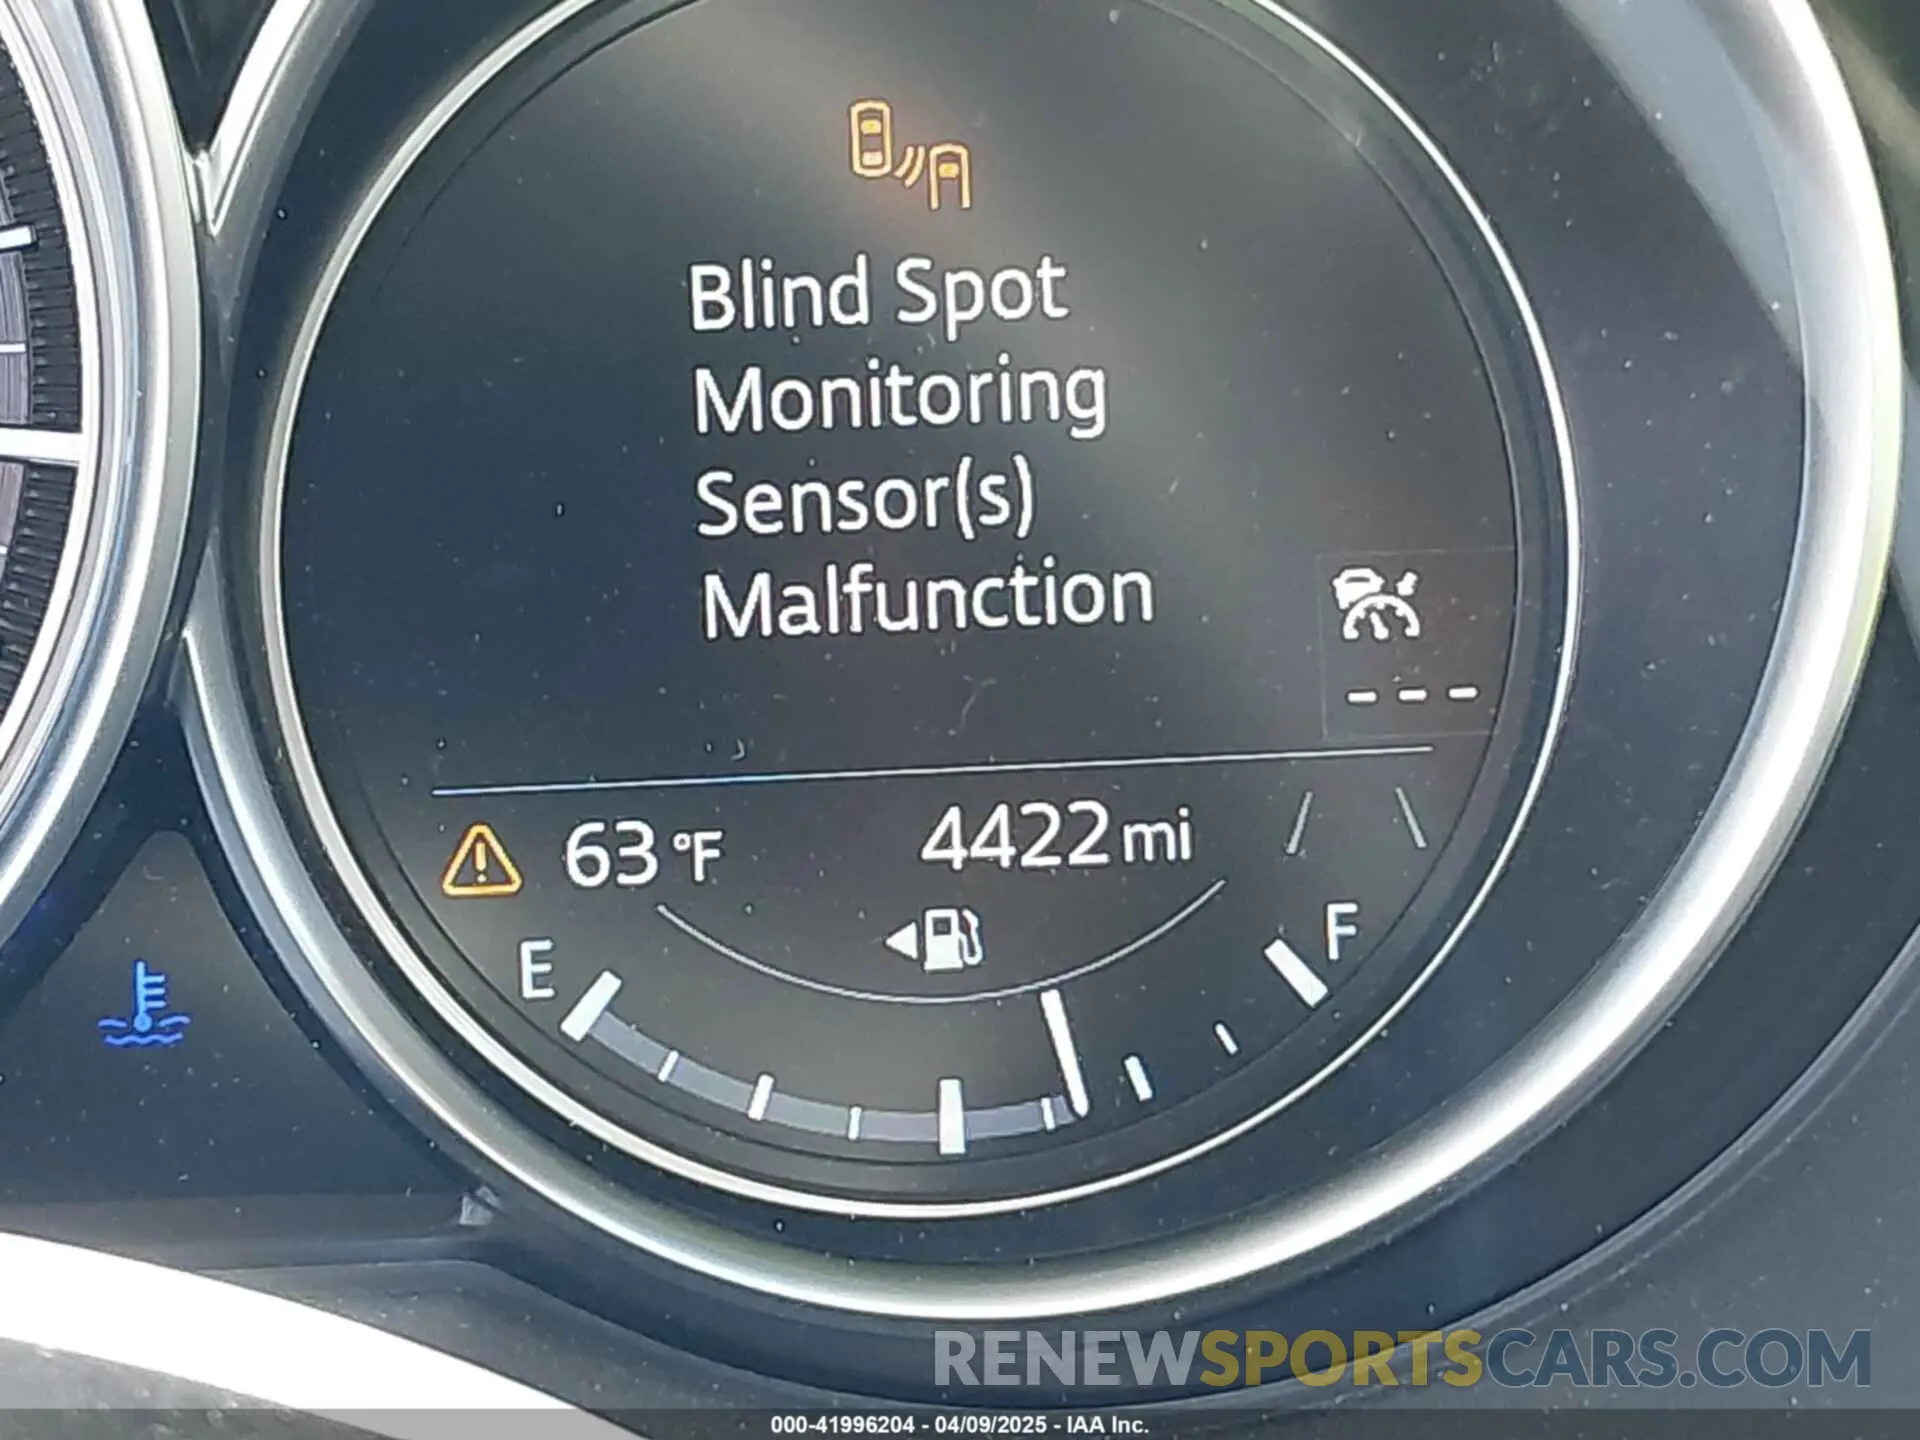 Blind Spot
Monitoring
Sensor(s)
Malfunction
---
63 °F 4422 mi
E F
RENEWSPORTSCARS.COM
000-41996204 - 04/09/2025 - IAA Inc.